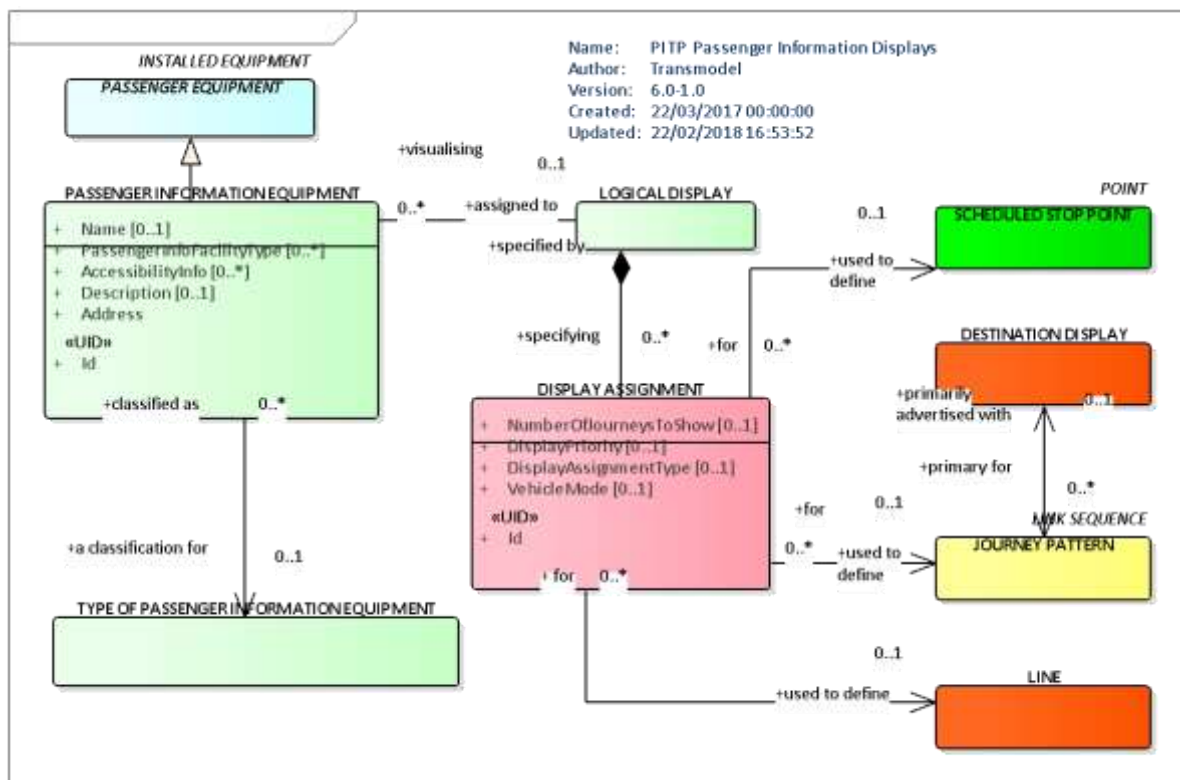 Name: PITP Passenger Information Displays
Author: Transmodel
Version: 6.0-1.0
Created: 22/03/2017 00:00:00
Updated: 22/02/2018 16:53:52
INSTALLED EQUIPMENT
PASSENGER EQUIPMENT
PASSENGER INFORMATION EQUIPMENT
+ Name [0..1]
+ PassengerInfoFacilityType [0..*]
+ AccessibilityInfo [0..*]
+ Description [0..1]
+ Address
«UID»
+ Id
+classified as 0..*
+a classification for 0..1
TYPE OF PASSENGER INFORMATION EQUIPMENT
+visualising
0..*
0..1
+assigned to
LOGICAL DISPLAY
+specified by
+specifying 0..*
DISPLAY ASSIGNMENT
+ NumberOfJourneysToShow [0..1]
+ DisplayPriority [0..1]
+ DisplayAssignmentType [0..1]
+ VehicleMode [0..1]
«UID»
+ Id
+for 0..*
0..1
+used to
define
POINT
SCHEDULED STOP POINT
DESTINATION DISPLAY
+primarily
advertised with
0..1
+primary for
0..*
LINK SEQUENCE
JOURNEY PATTERN
+for
0..*
0..1
+used to
define
+ for 0..*
0..1
+used to define
LINE